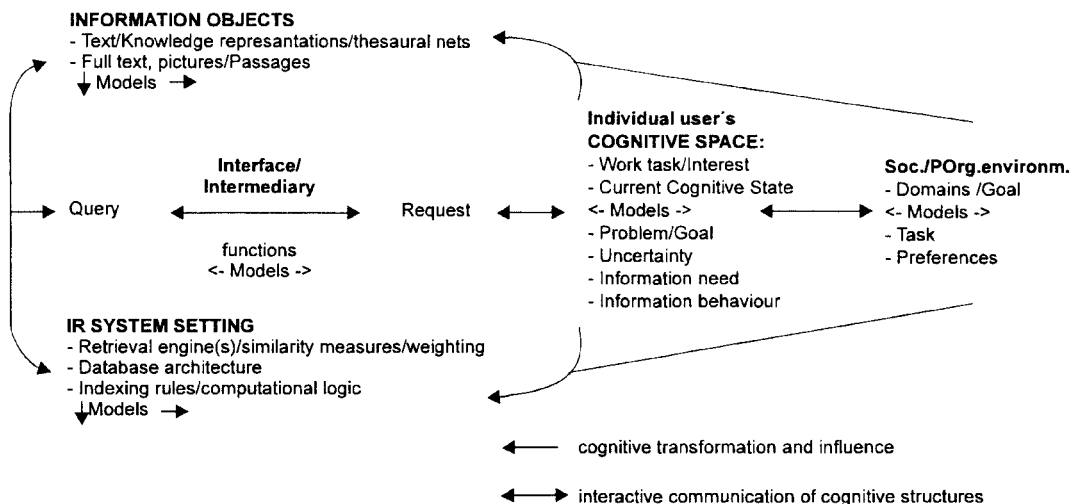 INFORMATION OBJECTS
- Text/Knowledge represantations/thesaural nets
- Full text, pictures/Passages
Models
Interface/
Intermediary
Query
Request
functions
<- Models ->
Individual user´s
COGNITIVE SPACE:
- Work task/Interest
- Current Cognitive State
<- Models ->
- Problem/Goal
- Uncertainty
- Information need
- Information behaviour
Soc./POrg.environm.
- Domains /Goal
<- Models ->
- Task
- Preferences
IR SYSTEM SETTING
- Retrieval engine(s)/similarity measures/weighting
- Database architecture
- Indexing rules/computational logic
Models
cognitive transformation and influence
interactive communication of cognitive structures